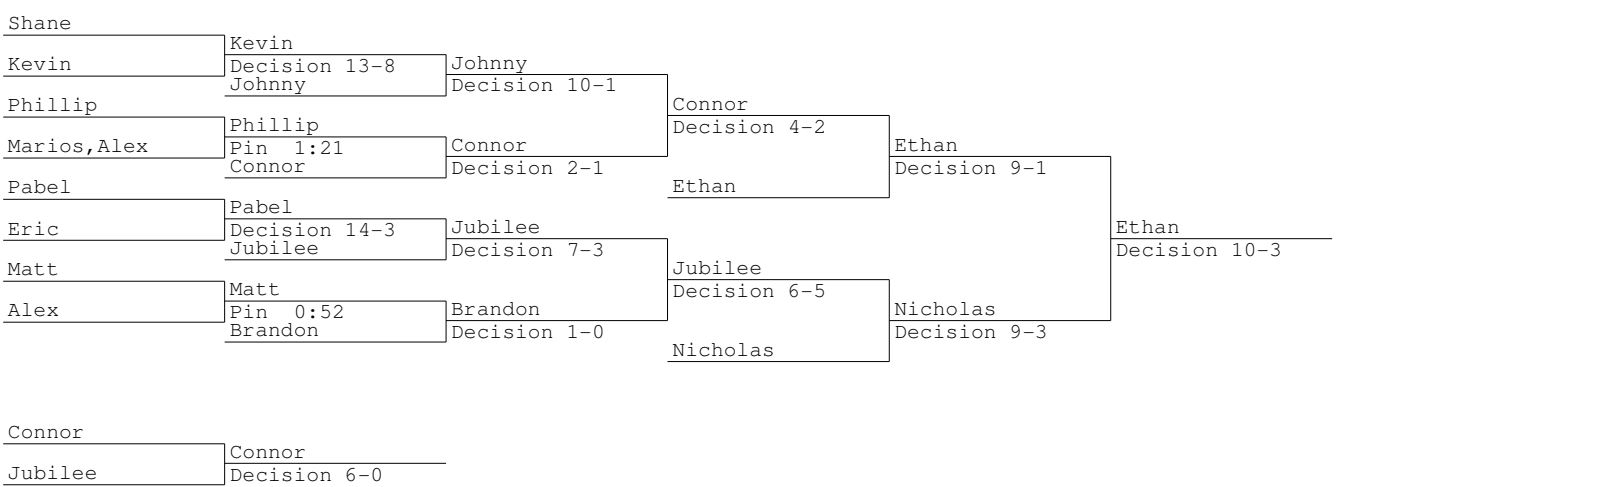 Shane
Kevin
Kevin
Decision 13-8
Johnny
Johnny
Decision 10-1
Phillip
Marios,Alex
Phillip
Pin 1:21
Connor
Connor
Decision 2-1
Connor
Decision 4-2
Ethan
Ethan
Decision 9-1
Pabel
Eric
Pabel
Decision 14-3
Jubilee
Jubilee
Decision 7-3
Matt
Alex
Matt
Pin 0:52
Brandon
Brandon
Decision 1-0
Jubilee
Decision 6-5
Nicholas
Nicholas
Decision 9-3
Ethan
Decision 10-3
Connor
Jubilee
Connor
Decision 6-0